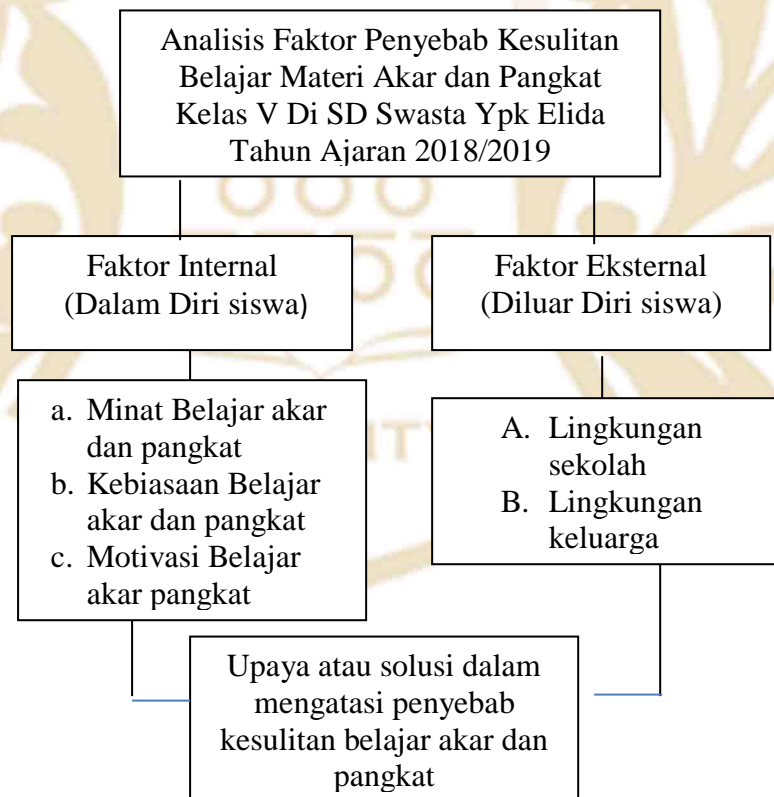 Analisis Faktor Penyebab Kesulitan
Belajar Materi Akar dan Pangkat
Kelas V Di SD Swasta Ypk Elida
Tahun Ajaran 2018/2019
Faktor Internal
(Dalam Diri siswa)
Faktor Eksternal
(Diluar Diri siswa)
a. Minat Belajar akar
dan pangkat
b. Kebiasaan Belajar
akar dan pangkat
c. Motivasi Belajar
akar pangkat
A. Lingkungan
sekolah
B. Lingkungan
keluarga
Upaya atau solusi dalam
mengatasi penyebab
kesulitan belajar akar dan
pangkat